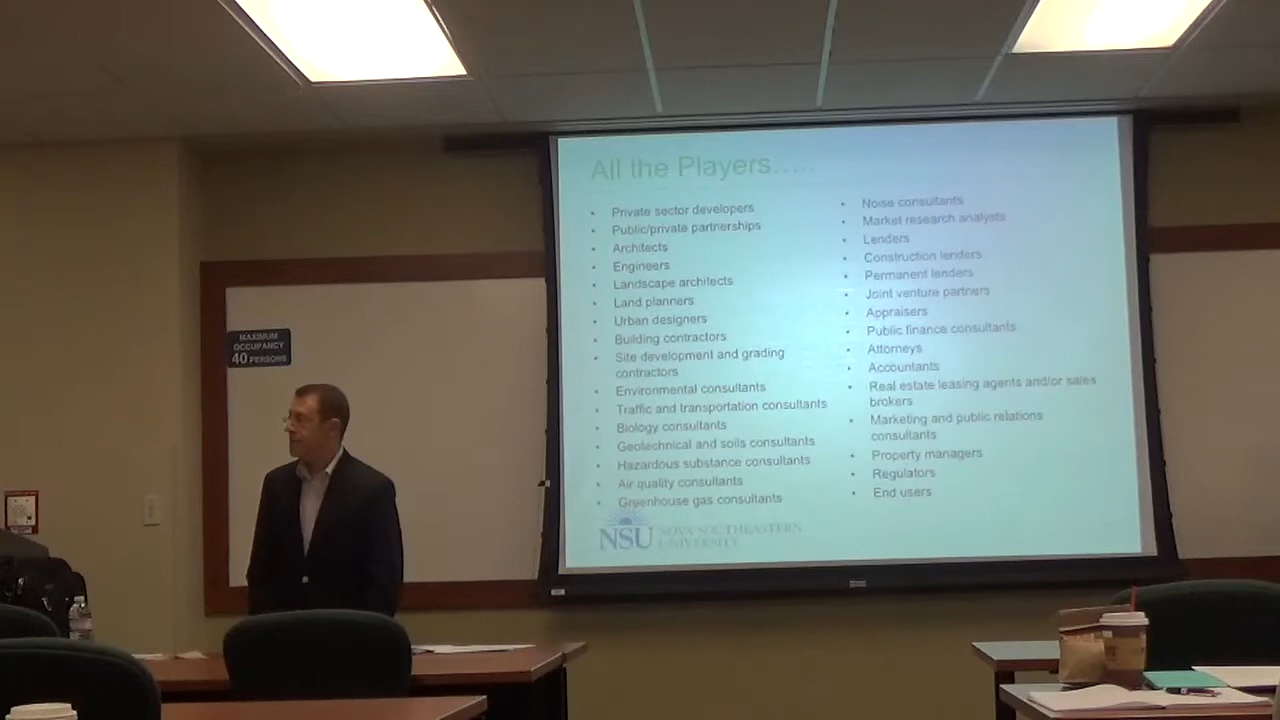 All the Players.....
Private sector developers
Public/private partnerships
Architects
Engineers
Landscape architects
Land planners
Urban designers
Building contractors
Site development and grading
contractors
Environmental consultants
Traffic and transportation consultants
Biology consultants
Geotechnical and soils consultants
Hazardous substance consultants
Air quality consultants
Greenhouse gas consultants
Noise consultants
Market research analysts
Lenders
Construction lenders
Permanent lenders
Joint venture partners
Appraisers
Public finance consultants
Attorneys
Accountants
Real estate leasing agents and/or sales
brokers
Marketing and public relations
consultants
Property managers
Regulators
End users
NSU NOVA SOUTHEASTERN
UNIVERSITY
MAXIMUM
OCCUPANCY
40 PERSONS